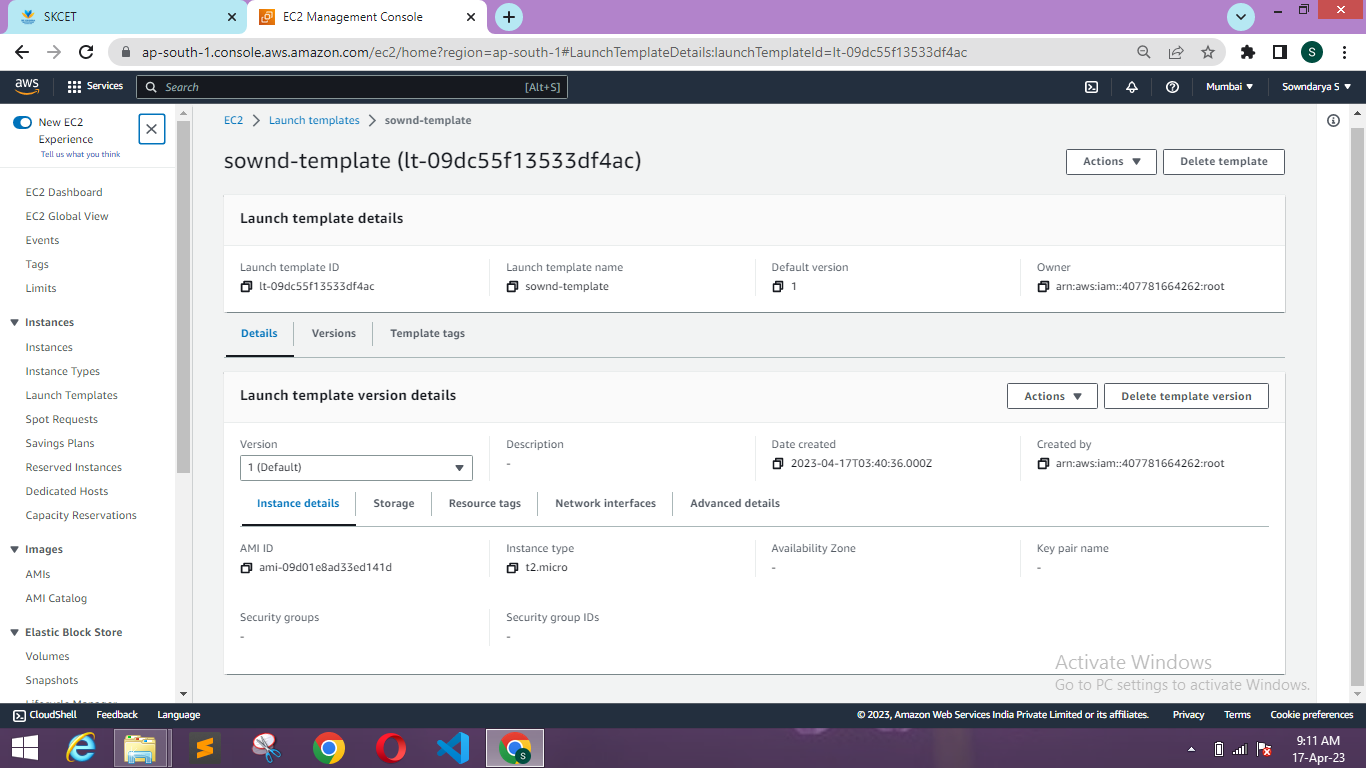 SKCET
EC2 Management Console
ap-south-1.console.aws.amazon.com/ec2/home?region=ap-south-1#LaunchTemplateDetails:launchTemplateId=lt-09dc55f13533df4ac
S
aws
Services
Search
[Alt+S]
Mumbai
Sowndarya S
New EC2
Experience
Tell us what you think
EC2 Dashboard
EC2 Global View
Events
Tags
Limits
Instances
Instances
Instance Types
Launch Templates
Spot Requests
Savings Plans
Reserved Instances
Dedicated Hosts
Capacity Reservations
Images
AMIs
AMI Catalog
Elastic Block Store
Volumes
Snapshots
Lifecycle Manager
EC2 > Launch templates > sownd-template
sownd-template (lt-09dc55f13533df4ac)
Actions
Delete template
Launch template details
Launch template ID
lt-09dc55f13533df4ac
Launch template name
sownd-template
Default version
1
Owner
arn:aws:iam::407781664262:root
Details
Versions
Template tags
Launch template version details
Actions
Delete template version
Version
1 (Default)
Description
-
Date created
2023-04-17T03:40:36.000Z
Created by
arn:aws:iam::407781664262:root
Instance details
Storage
Resource tags
Network interfaces
Advanced details
AMI ID
ami-09d01e8ad33ed141d
Instance type
t2.micro
Availability Zone
-
Key pair name
-
Security groups
-
Security group IDs
-
Activate Windows
Go to PC settings to activate Windows.
CloudShell
Feedback
Language
© 2023, Amazon Web Services India Private Limited or its affiliates.
Privacy
Terms
Cookie preferences
S
9:11 AM
17-Apr-23